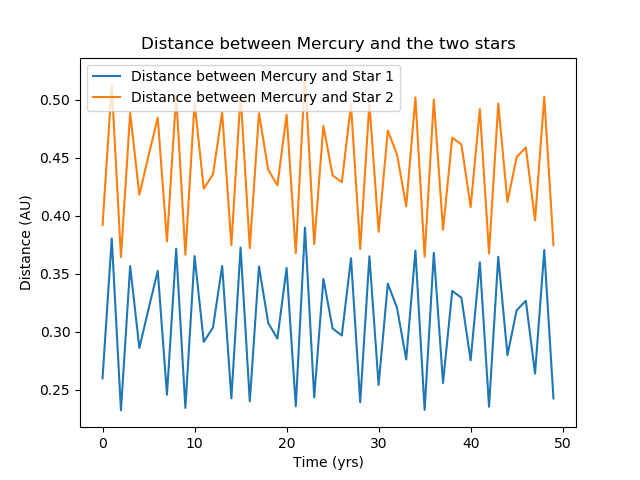 Distance between Mercury and the two stars
Distance between Mercury and Star 1
Distance between Mercury and Star 2
0.50
0.45
0.40
0.35
0.30
0.25
Distance (AU)
0 10 20 30 40 50
Time (yrs)